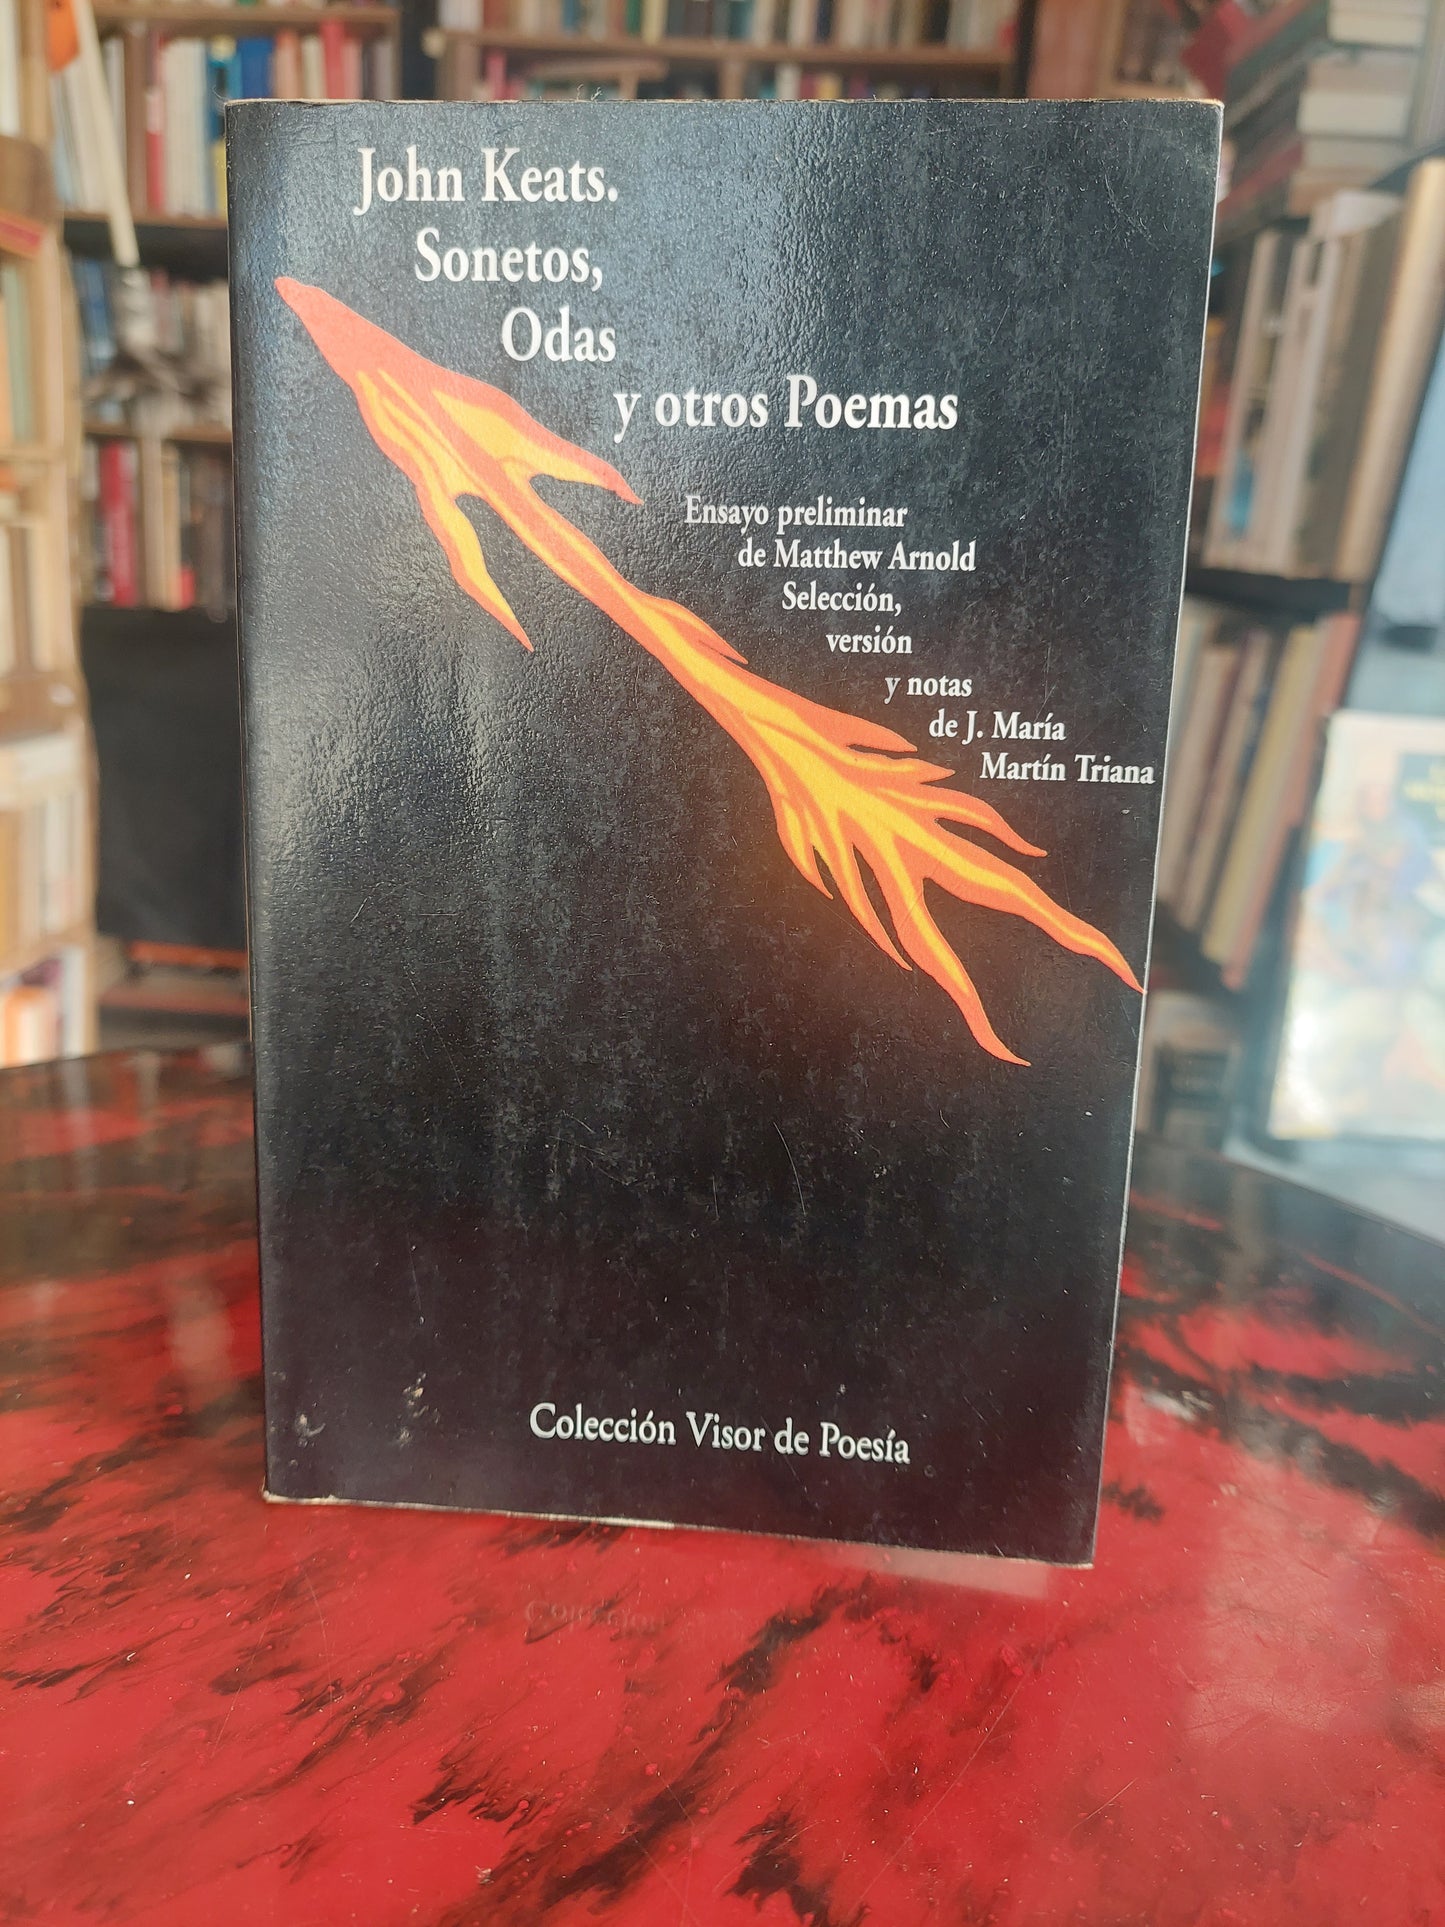 John Keats.
Sonetos,
Odas
y otros Poemas
Ensayo preliminar
de Matthew Arnold
Selección,
versión
y notas
de J. María
Martín Triana
Colección Visor de Poesía